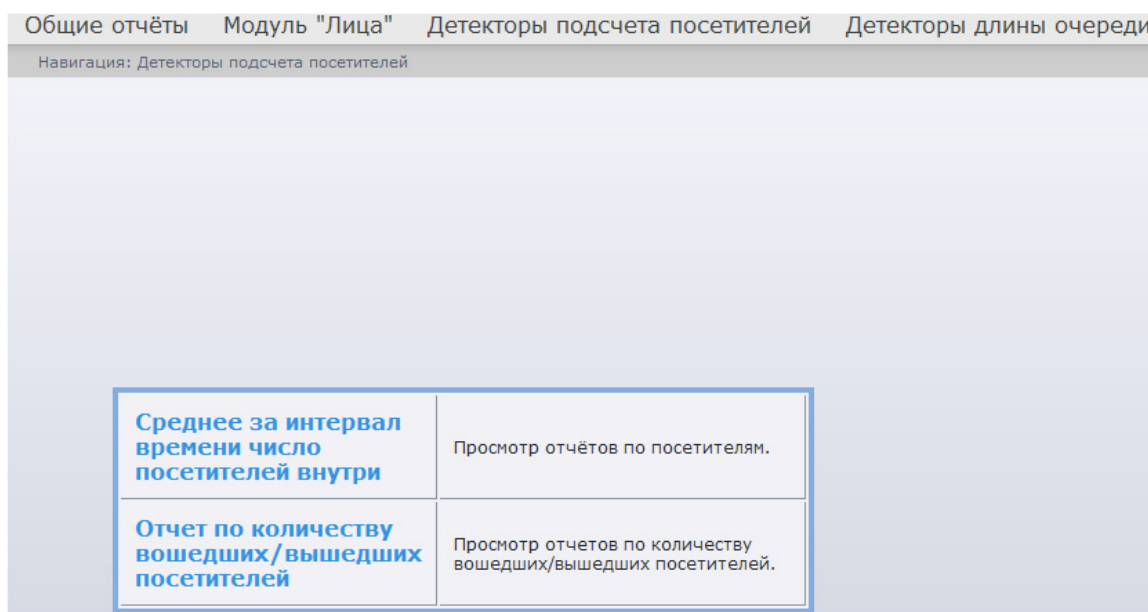 Общие отчёты Модуль "Лица" Детекторы подсчета посетителей Детекторы длины очереди
Навигация: Детекторы подсчета посетителей
Среднее за интервал
времени число
посетителей внутри
Просмотр отчётов по посетителям.
Отчет по количеству
вошедших/вышедших
посетителей
Просмотр отчетов по количеству
вошедших/вышедших посетителей.